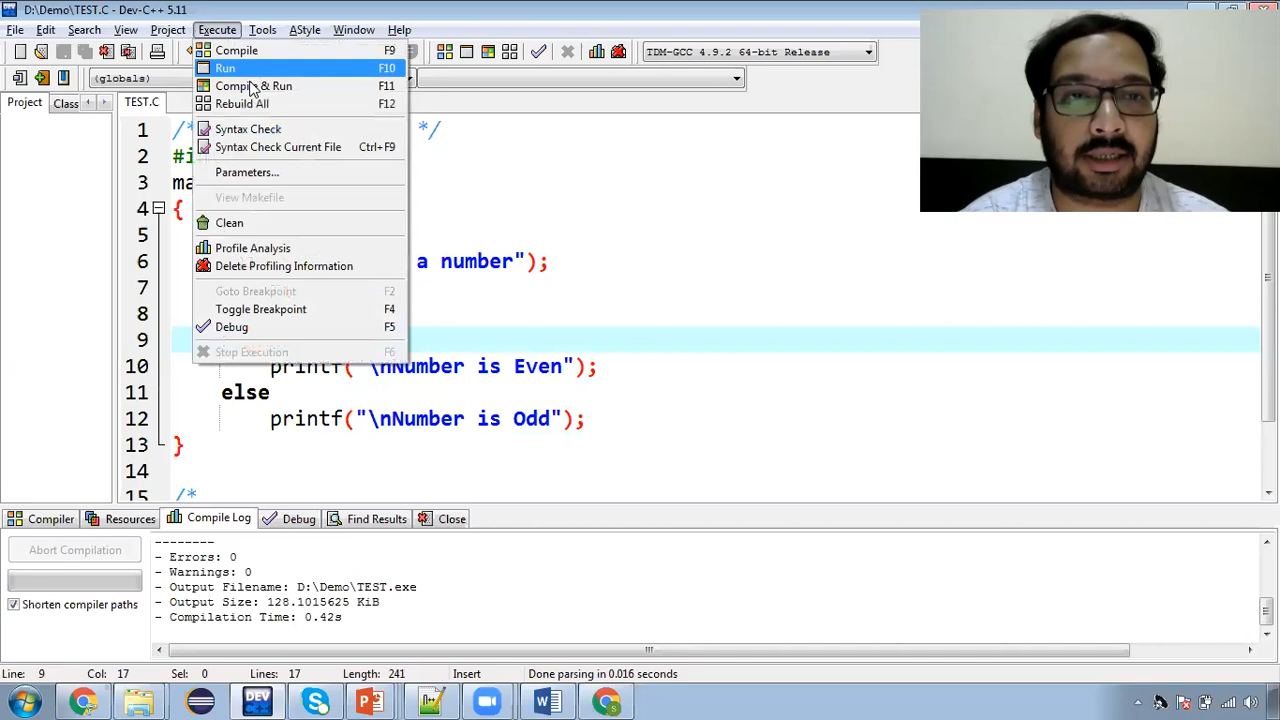 D:\Demo\TEST.C - Dev-C++ 5.11
File Edit Search View Project Execute Tools AStyle Window Help
TDM-GCC 4.9.2 64-bit Release
(globals)
Project Class TEST.C
Compile F9
Run F10
Compile & Run F11
Rebuild All F12
Syntax Check
Syntax Check Current File Ctrl+F9
Parameters...
View Makefile
Clean
Profile Analysis
Delete Profiling Information
Goto Breakpoint F2
Toggle Breakpoint F4
Debug F5
Stop Execution F6
1 /* */
2 #i
3 ma
4 {
5
6 a number");
7
8
9
10 printf("\nNumber is Even");
11 else
12 printf("\nNumber is Odd");
13 }
14
15 /*
Compiler Resources Compile Log Debug Find Results Close
Abort Compilation
Shorten compiler paths
--------
- Errors: 0
- Warnings: 0
- Output Filename: D:\Demo\TEST.exe
- Output Size: 128.1015625 KiB
- Compilation Time: 0.42s
Line: 9 Col: 17 Sel: 0 Lines: 17 Length: 241 Insert Done parsing in 0.016 seconds
DEV